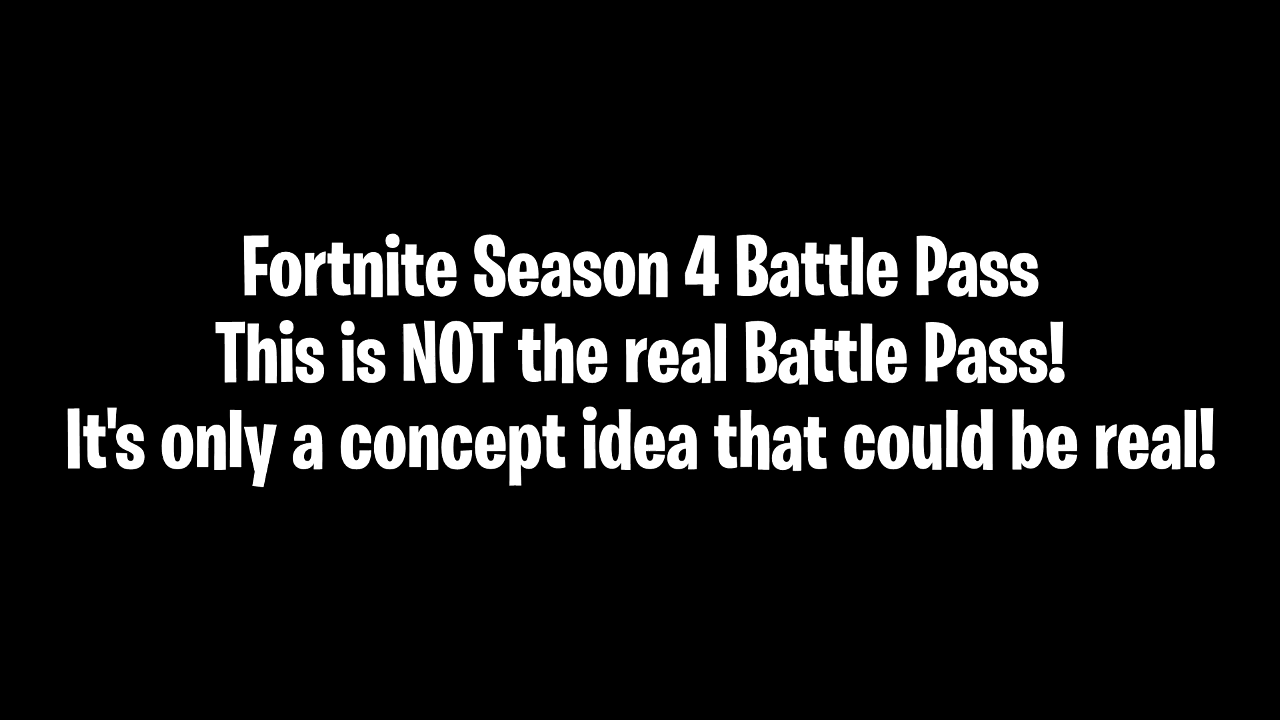 Fortnite Season 4 Battle Pass
This is NOT the real Battle Pass!
It's only a concept idea that could be real!